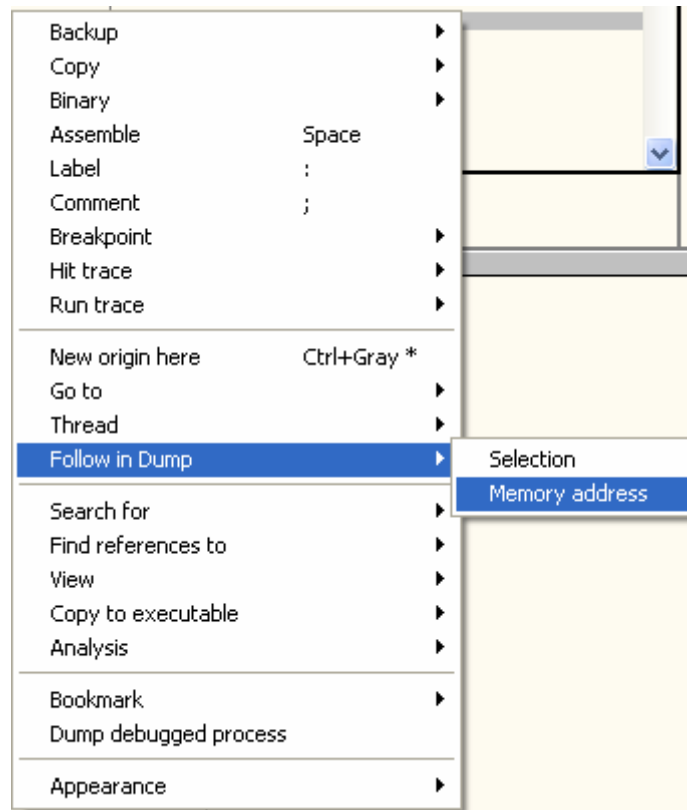 Backup
Copy
Binary
Assemble Space
Label :
Comment ;
Breakpoint
Hit trace
Run trace
New origin here Ctrl+Gray *
Go to
Thread
Follow in Dump
Selection
Memory address
Search for
Find references to
View
Copy to executable
Analysis
Bookmark
Dump debugged process
Appearance